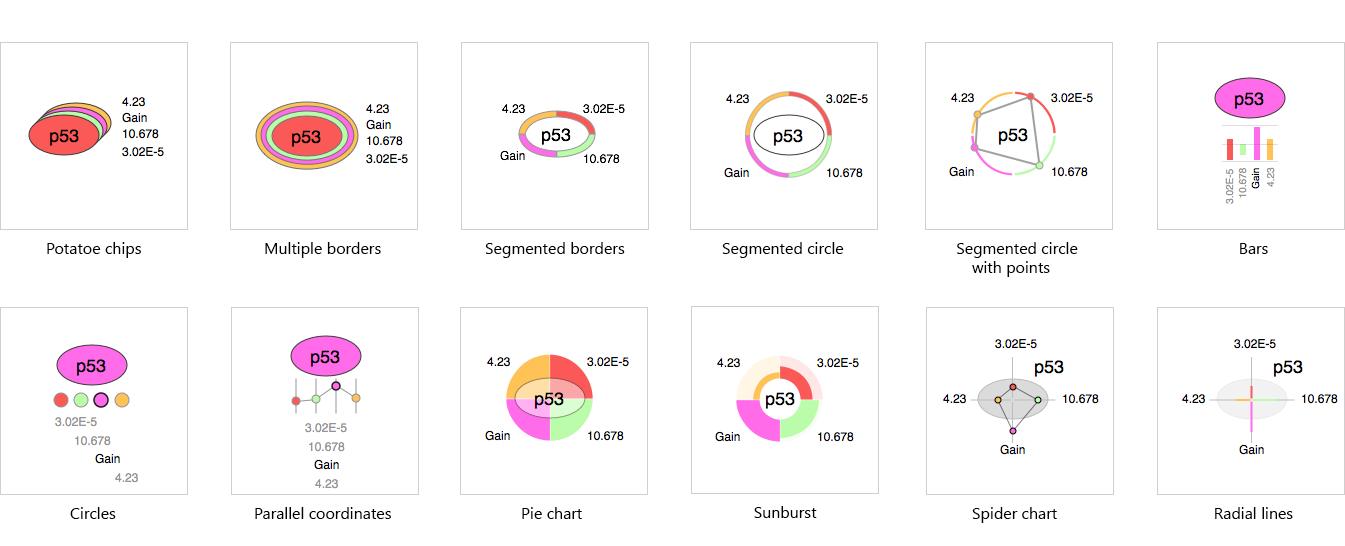 4.23
Gain
p53
10.678
3.02E-5
Potatoe chips
4.23
Gain
p53
10.678
3.02E-5
Multiple borders
4.23
3.02E-5
p53
Gain
10.678
Segmented borders
4.23
3.02E-5
p53
Gain
10.678
Segmented circle
4.23
3.02E-5
p53
Gain
10.678
Segmented circle
with points
p53
3.02E-5
10.678
Gain
4.23
Bars
p53
3.02E-5
10.678
Gain
4.23
Circles
p53
3.02E-5
10.678
Gain
4.23
Parallel coordinates
4.23
3.02E-5
p53
Gain
10.678
Pie chart
4.23
3.02E-5
p53
Gain
10.678
Sunburst
3.02E-5
p53
4.23
10.678
Gain
Spider chart
3.02E-5
p53
4.23
10.678
Gain
Radial lines